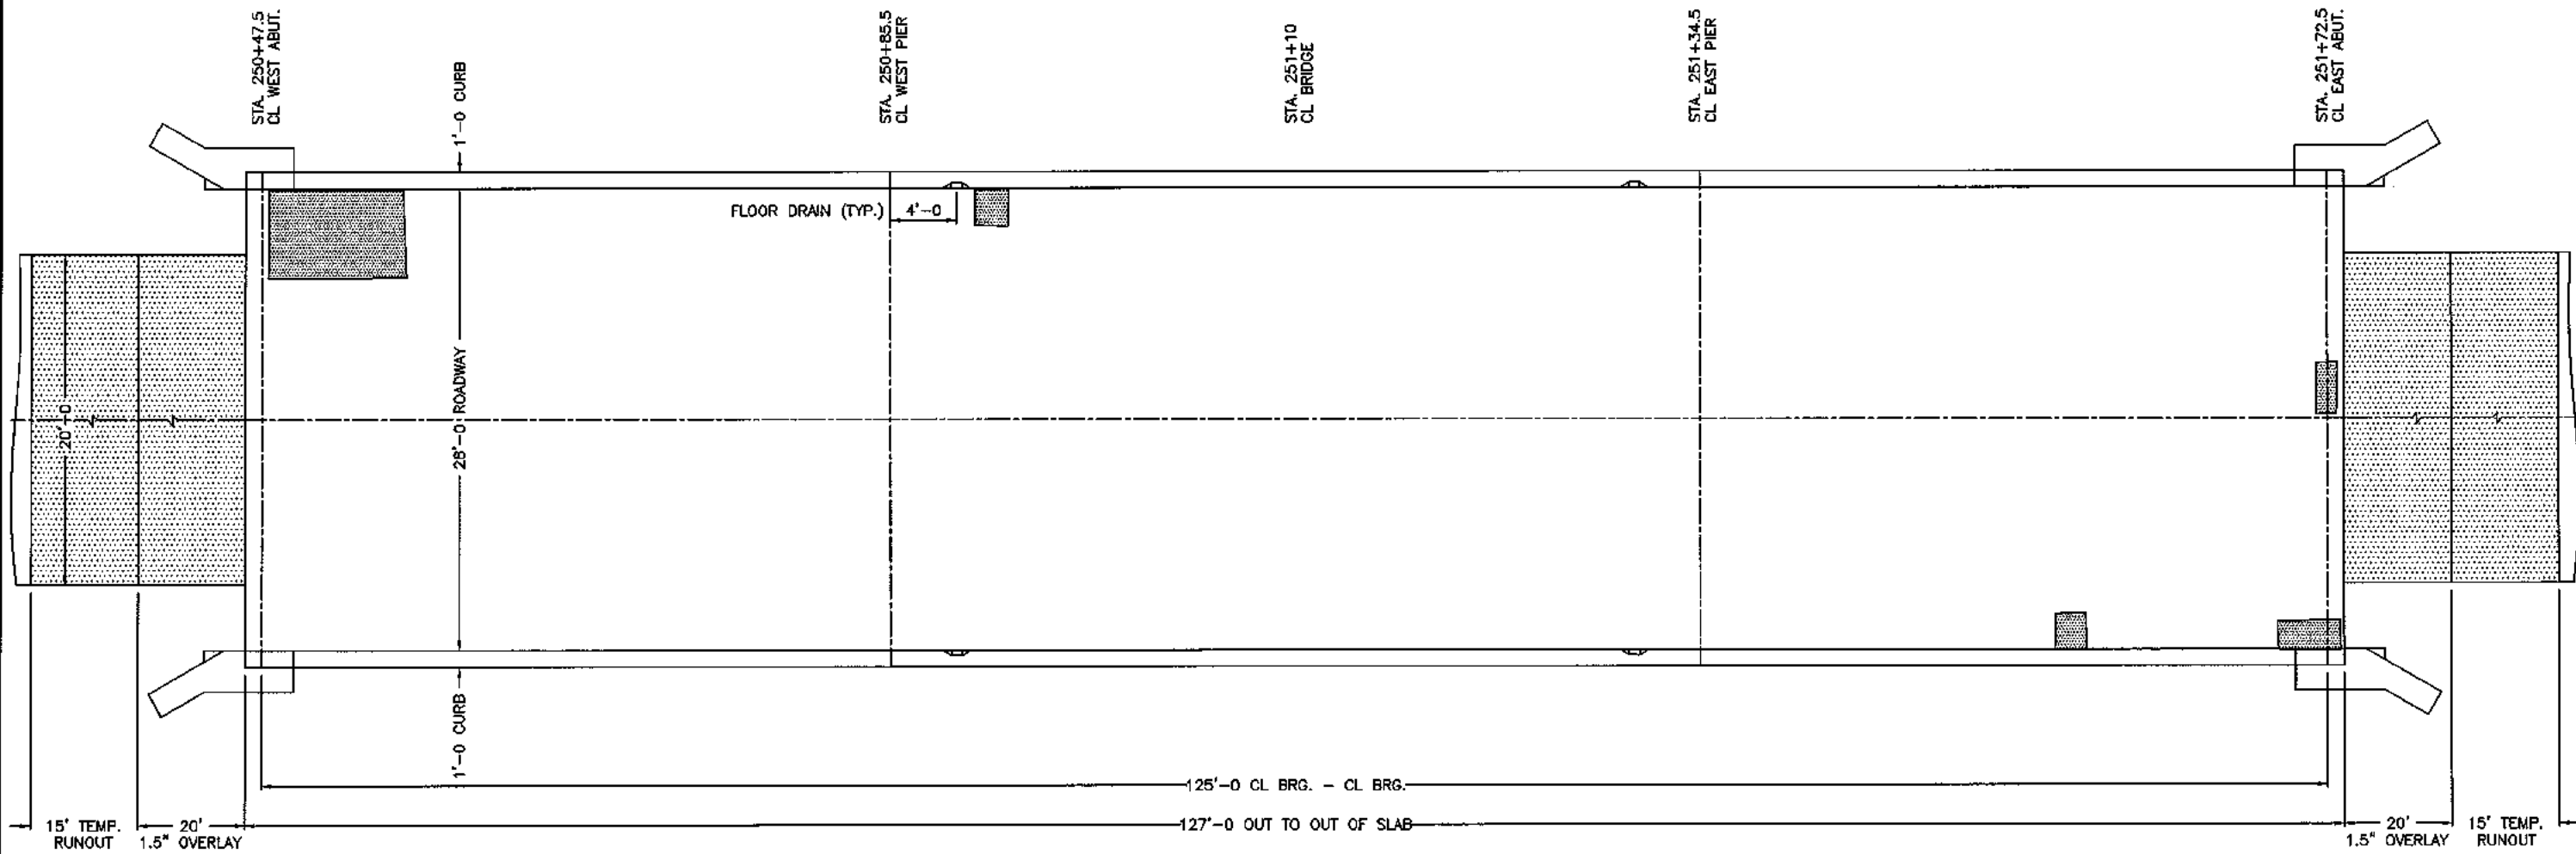 STA. 250+47.5
CL WEST ABUT.
STA. 250+85.5
CL WEST PIER
STA. 251+10
CL BRIDGE
STA. 251+34.5
CL EAST PIER
STA. 251+72.5
CL EAST ABUT.
1'-0 CURB
FLOOR DRAIN (TYP.)
4'-0
20'-0
28'-0 ROADWAY
1'-0 CURB
125'-0 CL BRG. - CL BRG.
127'-0 OUT TO OUT OF SLAB
15' TEMP.
RUNOUT
20'
1.5" OVERLAY
20'
1.5" OVERLAY
15' TEMP.
RUNOUT